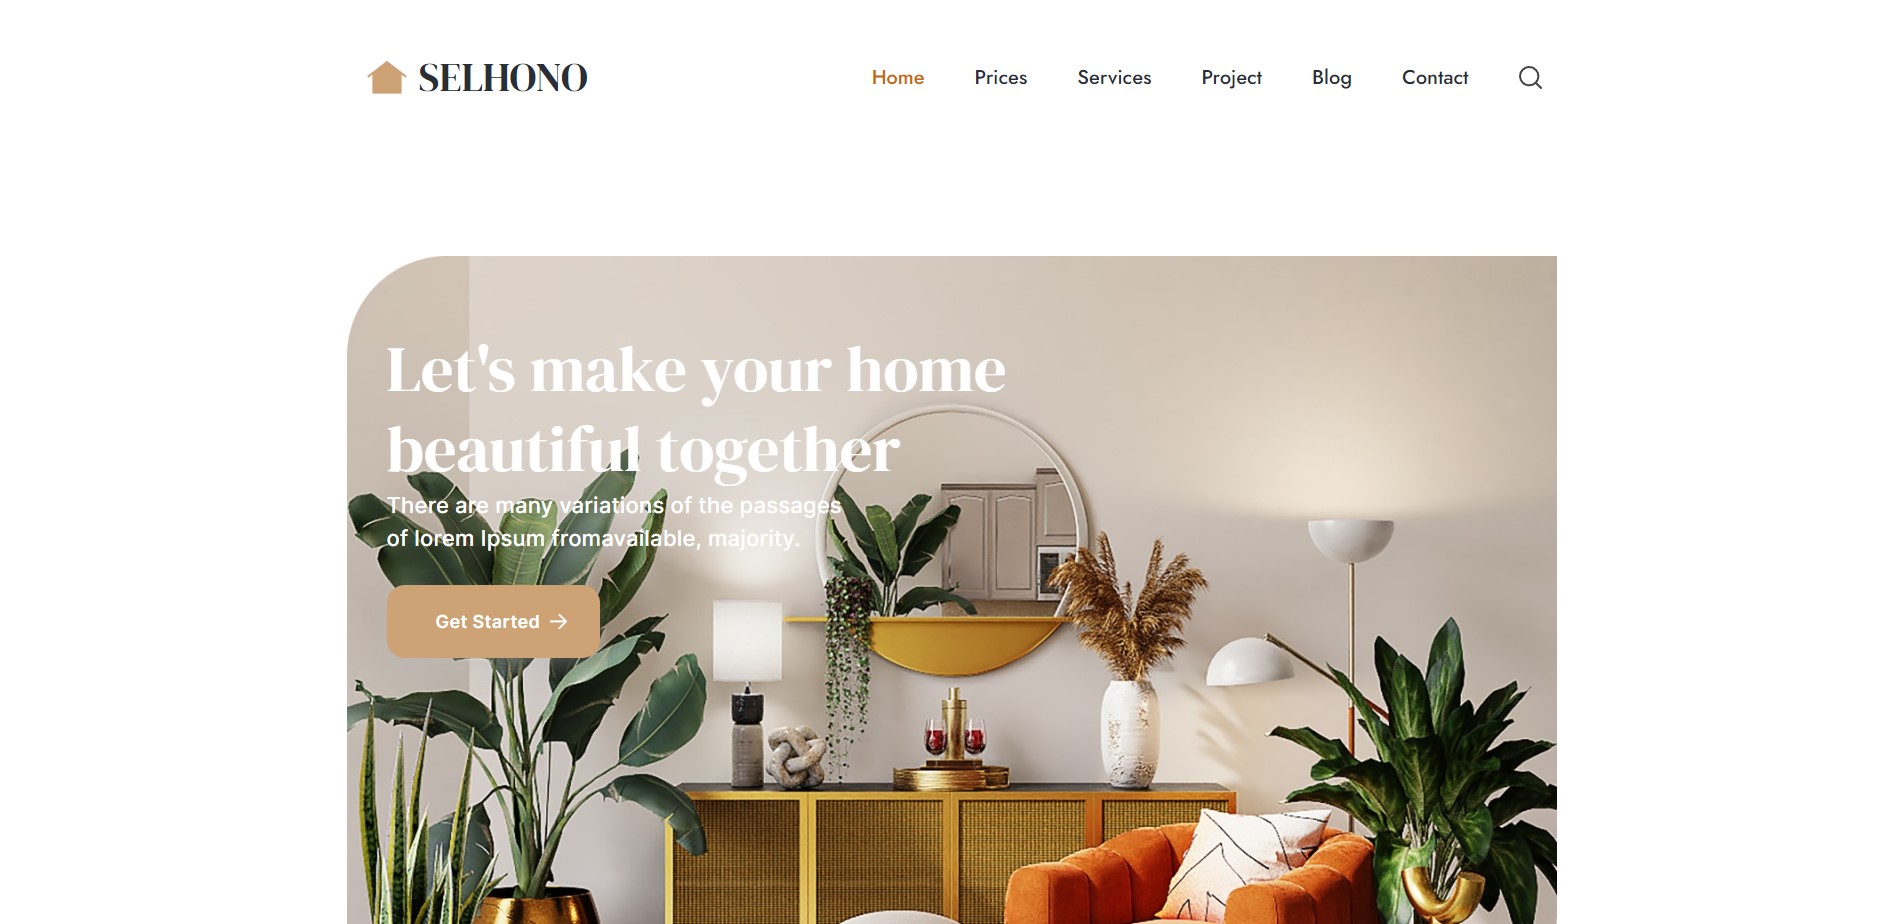 SELHONO
Home Prices Services Project Blog Contact
Let's make your home
beautiful together
There are many variations of the passages
of lorem Ipsum fromavailable, majority.
Get Started